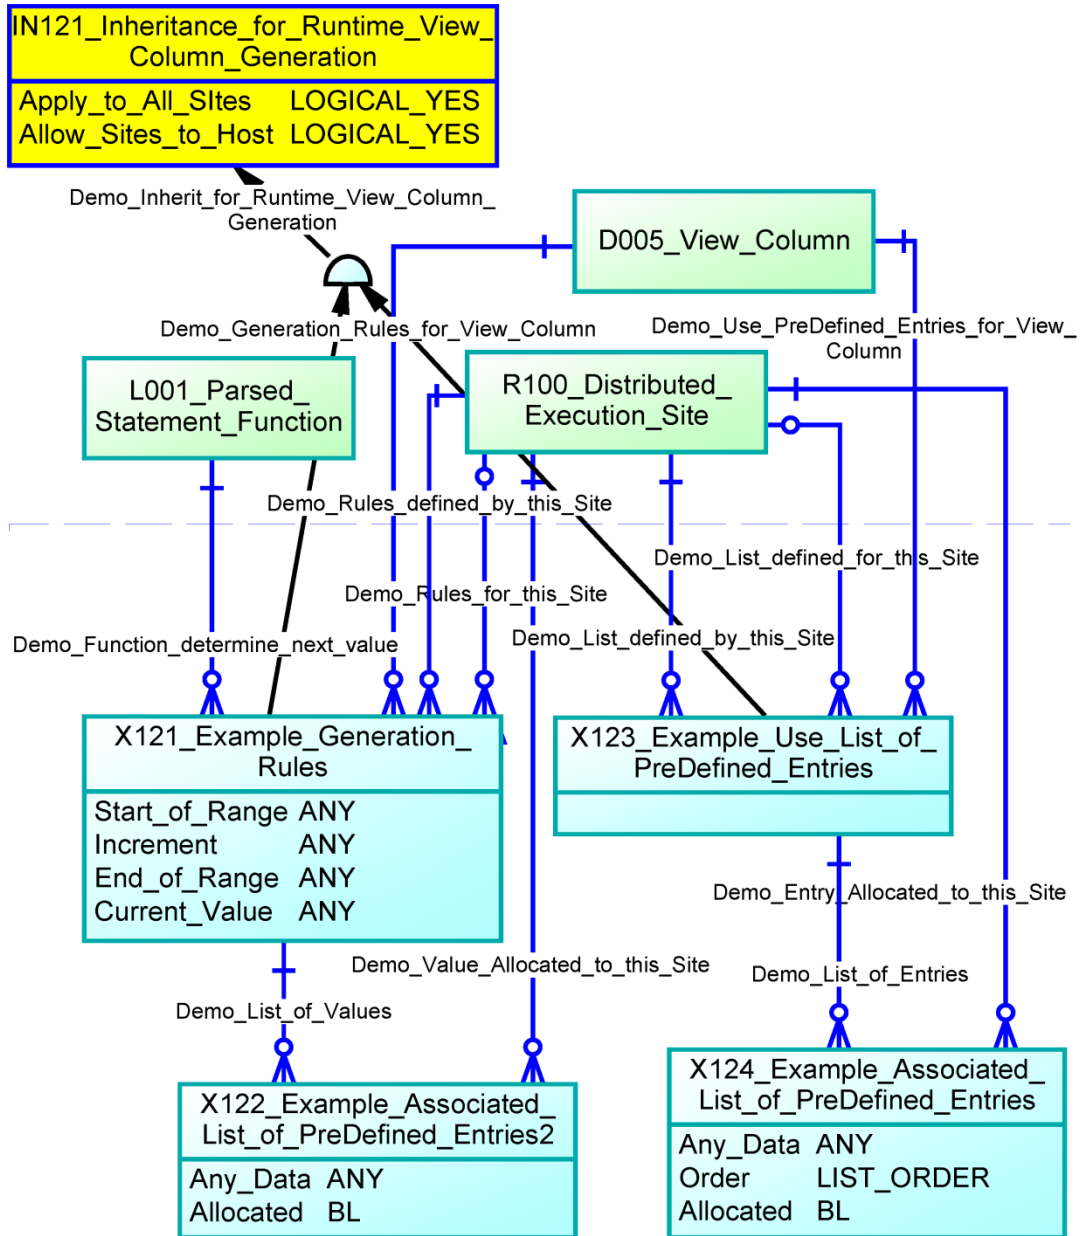 IN121_Inheritance_for_Runtime_View_
Column_Generation
Apply_to_All_SItes LOGICAL_YES
Allow_Sites_to_Host LOGICAL_YES
Demo_Inherit_for_Runtime_View_Column_
Generation
D005_View_Column
Demo_Generation_Rules_for_View_Column
Demo_Use_PreDefined_Entries_for_View_
Column
L001_Parsed_
Statement_Function
R100_Distributed_
Execution_Site
Demo_Rules_defined_by_this_Site
Demo_List_defined_for_this_Site
Demo_Rules_for_this_Site
Demo_Function_determine_next_value
Demo_List_defined_by_this_Site
X121_Example_Generation_
Rules
Start_of_Range ANY
Increment ANY
End_of_Range ANY
Current_Value ANY
X123_Example_Use_List_of_
PreDefined_Entries
Demo_Entry_Allocated_to_this_Site
Demo_Value_Allocated_to_this_Site
Demo_List_of_Entries
Demo_List_of_Values
X122_Example_Associated_
List_of_PreDefined_Entries2
Any_Data ANY
Allocated BL
X124_Example_Associated_
List_of_PreDefined_Entries
Any_Data ANY
Order LIST_ORDER
Allocated BL